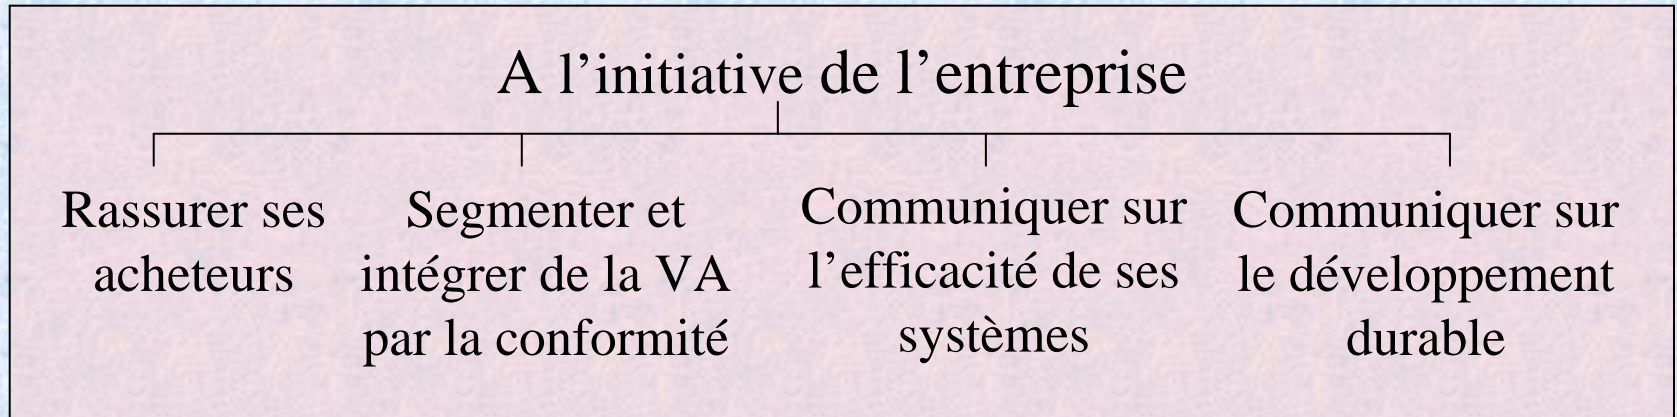 A l’initiative de l’entreprise
Rassurer ses
acheteurs
Segmenter et
intégrer de la VA
par la conformité
Communiquer sur
l’efficacité de ses
systèmes
Communiquer sur
le développement
durable